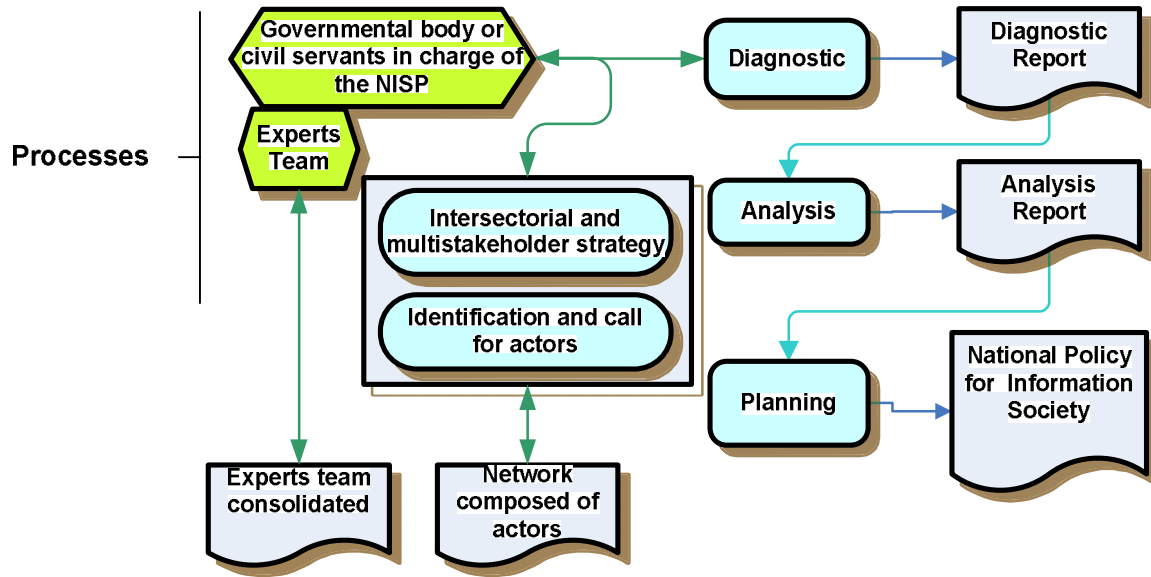 Processes
Governmental body or
civil servants in charge of
the NISP
Experts
Team
Diagnostic
Diagnostic
Report
Intersectorial and
multistakeholder strategy
Identification and call
for actors
Analysis
Analysis
Report
Planning
National Policy
for Information
Society
Experts team
consolidated
Network
composed of
actors